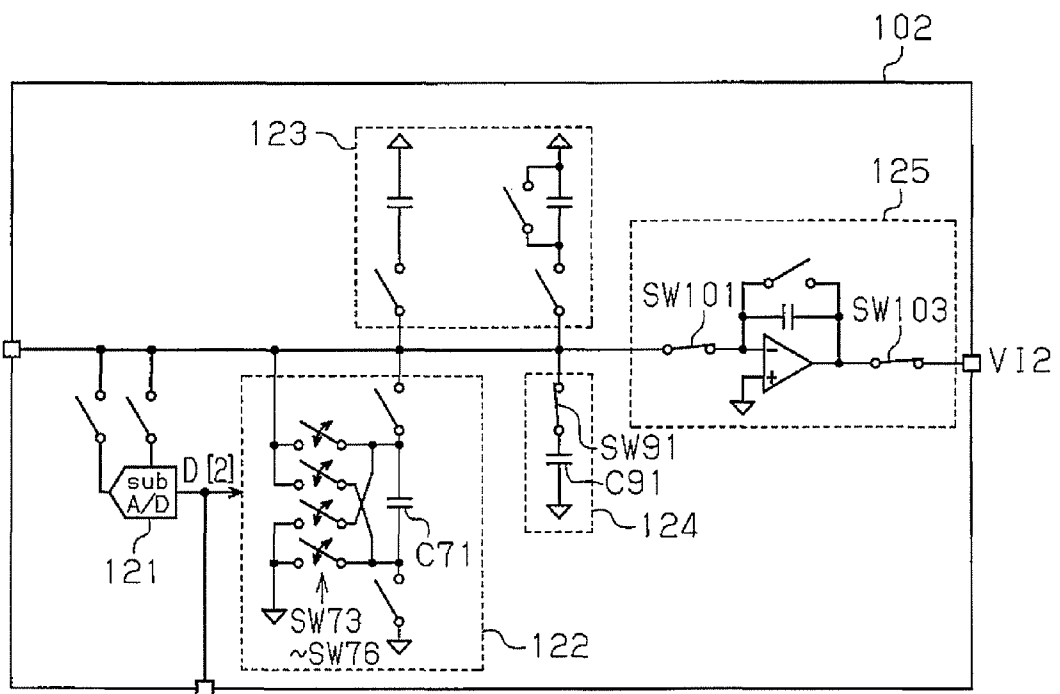 102
123
125
SW101
SW103
VI2
SW91
C91
124
D[2]
sub
A/D
121
C71
SW73
~SW76
122
−
+